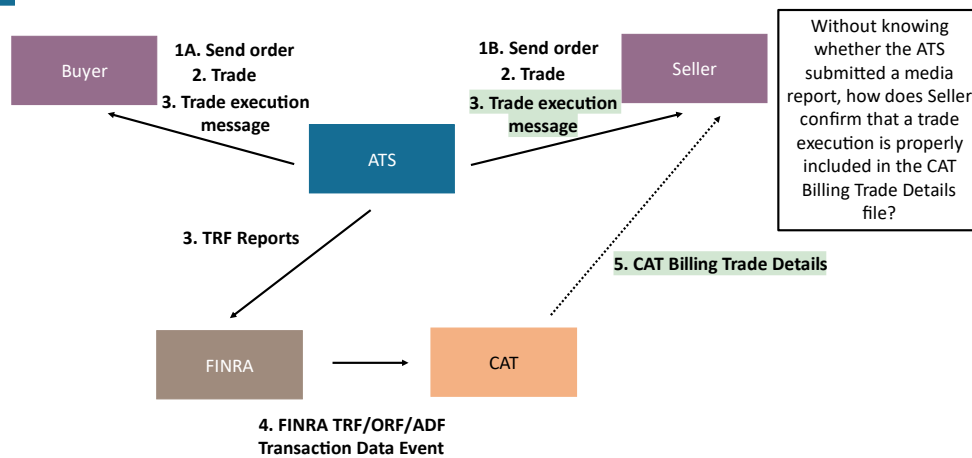 Buyer
1A. Send order
2. Trade
3. Trade execution
message
1B. Send order
2. Trade
3. Trade execution
message
Seller
Without knowing
whether the ATS
submitted a media
report, how does Seller
confirm that a trade
execution is properly
included in the CAT
Billing Trade Details
file?
ATS
3. TRF Reports
5. CAT Billing Trade Details
FINRA
CAT
4. FINRA TRF/ORF/ADF
Transaction Data Event